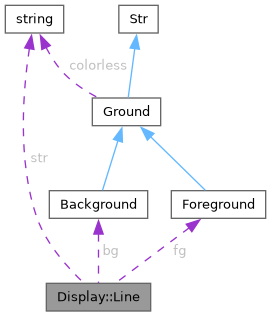 string
Str
colorless
Ground
str
Background
Foreground
bg
fg
Display::Line